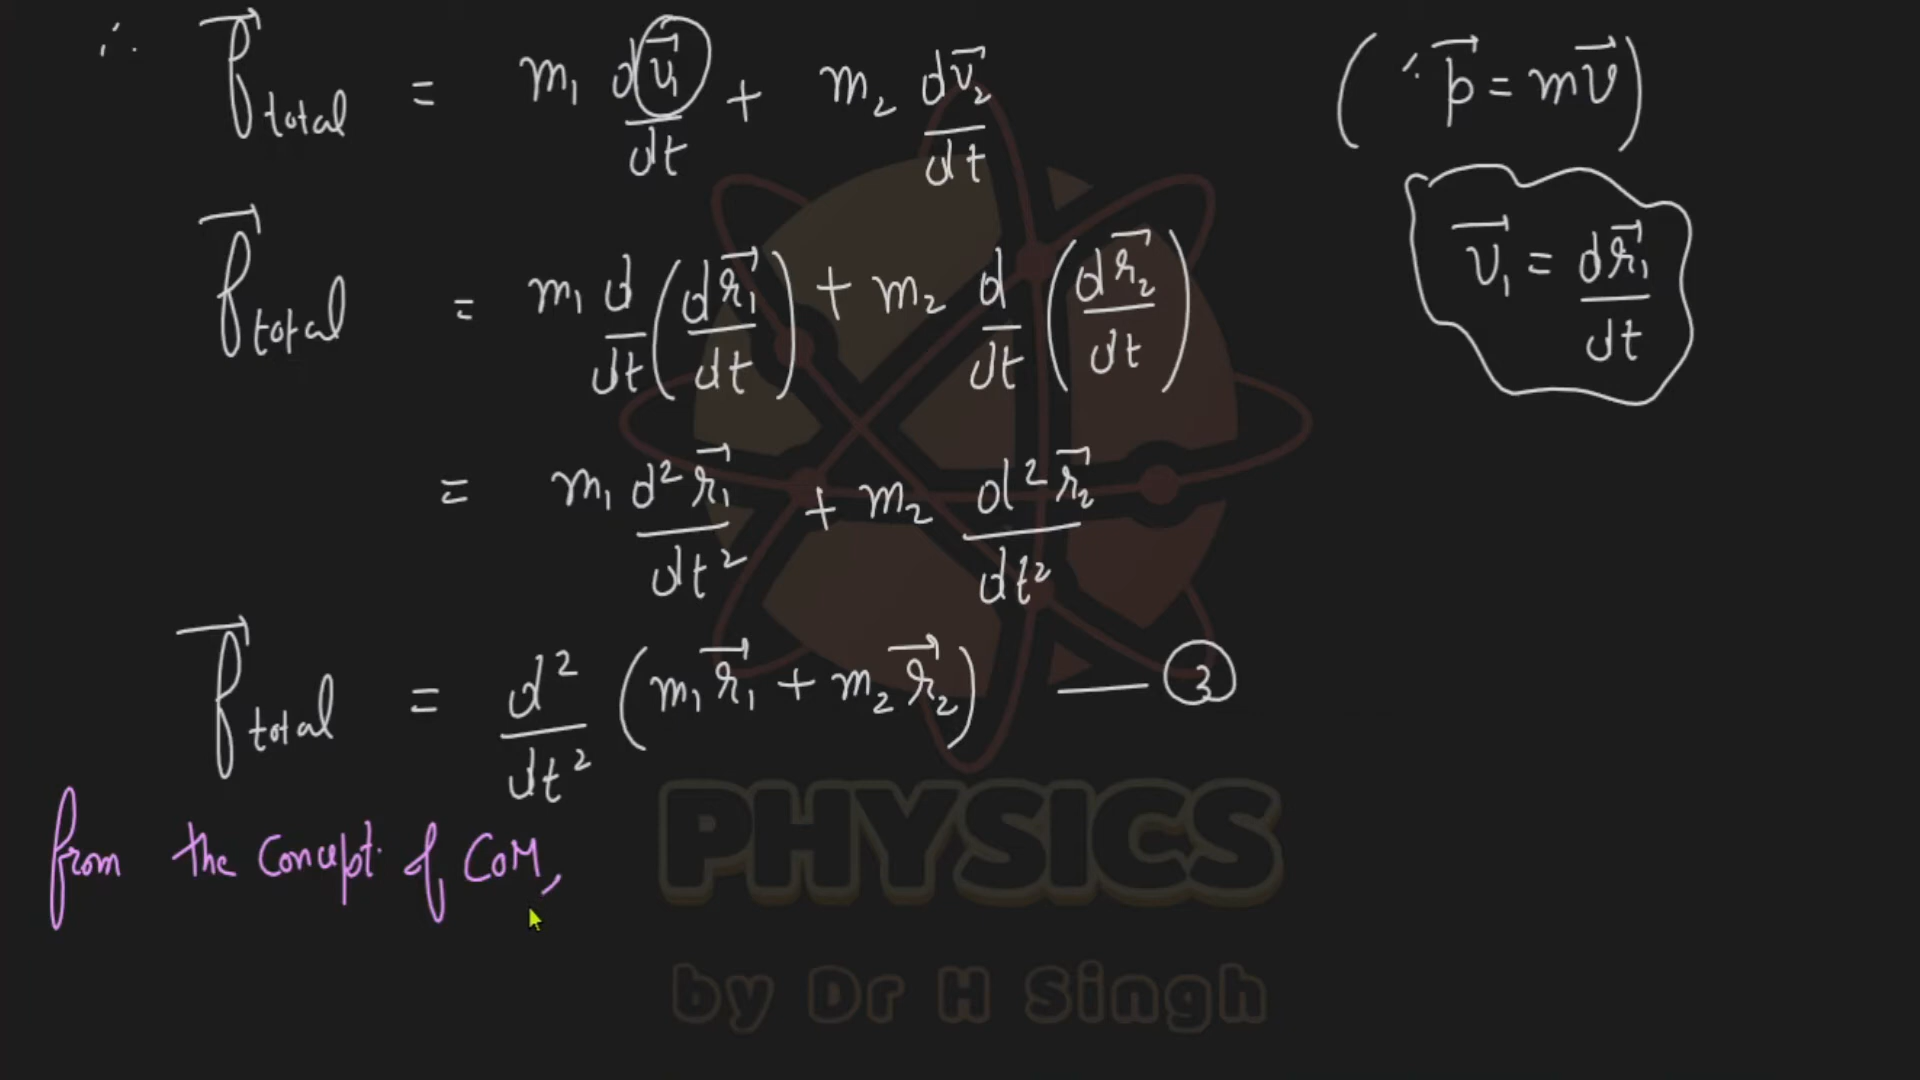 ∴ f⃗total = m₁ dv⃗₁/dt + m₂ dv⃗₂/dt (∵ p⃗ = mv⃗)
f⃗total = m₁ d/dt (dr⃗₁/dt) + m₂ d/dt (dr⃗₂/dt)
v⃗₁ = dr⃗₁/dt
= m₁ d²r⃗₁/dt² + m₂ d²r⃗₂/dt²
f⃗total = d²/dt² (m₁r⃗₁ + m₂r⃗₂) — ③
from the Concept of COM,
PHYSICS
by Dr H Singh